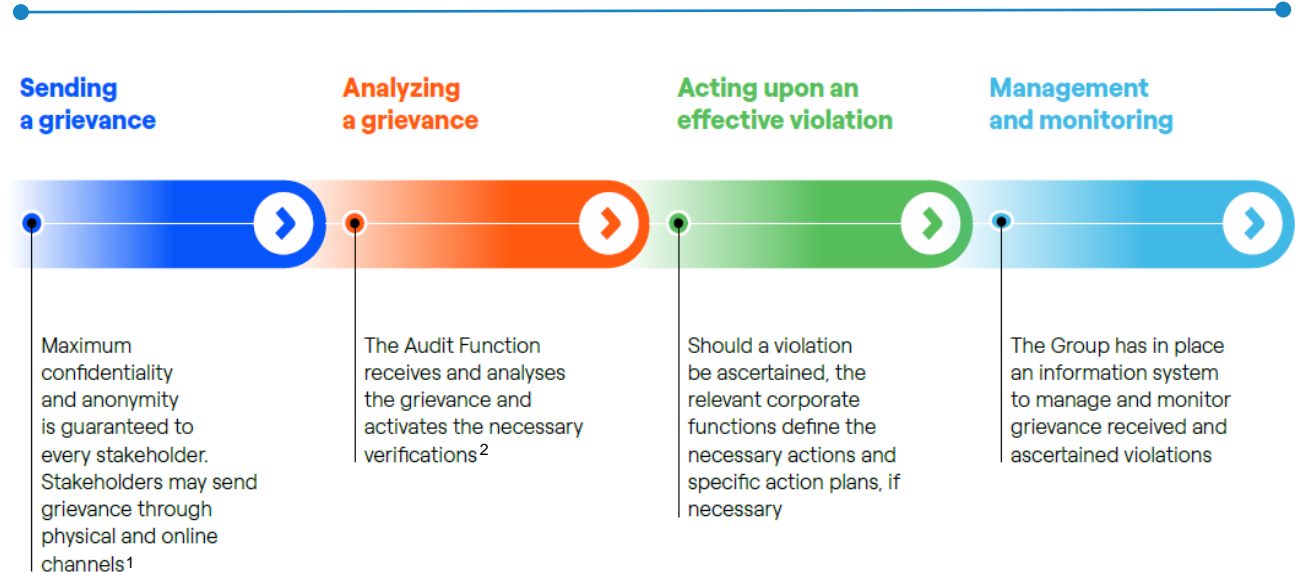 Sending
a grievance
Maximum
confidentiality
and anonymity
is guaranteed to
every stakeholder.
Stakeholders may send
grievance through
physical and online
channels1
Analyzing
a grievance
The Audit Function
receives and analyses
the grievance and
activates the necessary
verifications2
Acting upon an
effective violation
Should a violation
be ascertained, the
relevant corporate
functions define the
necessary actions and
specific action plans, if
necessary
Management
and monitoring
The Group has in place
an information system
to manage and monitor
grievance received and
ascertained violations